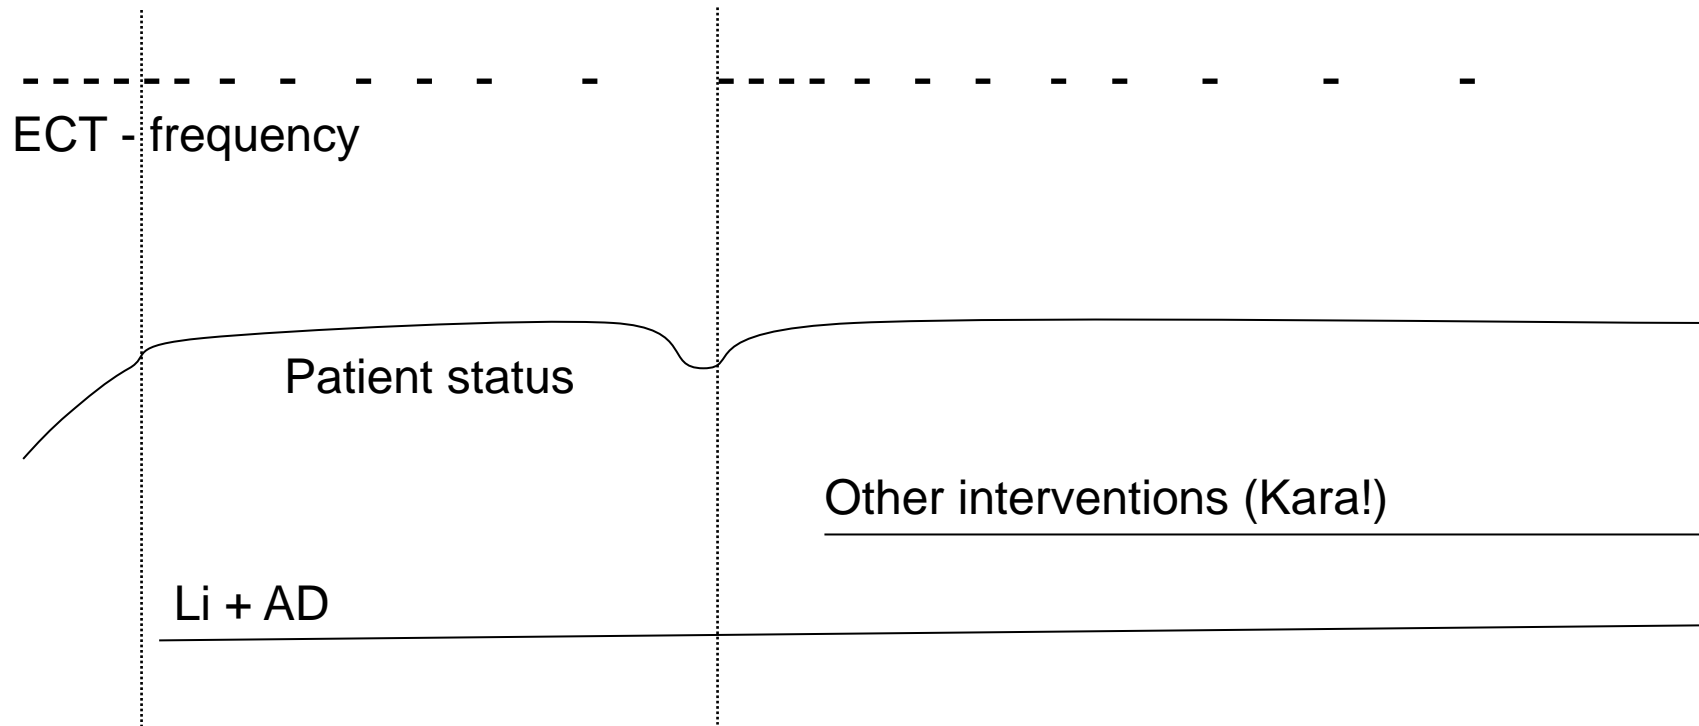 ECT - frequency
Patient status
Other interventions (Kara!)
Li + AD